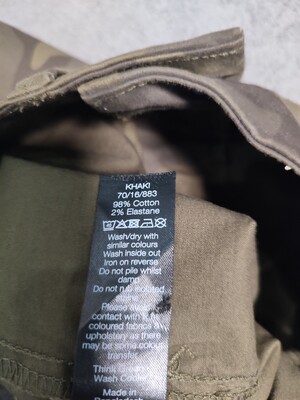 KHAKI
70/16/883
98% Cotton
2% Elastane
Wash/dry with
similar colours
Wash inside out
Iron on reverse
Do not pile whilst
damp
Do not rub isolated
Please
contact with
coloured fabrics &
upholstery as there
may be some colour
transfer.
Think
Wash Cooler
Made in